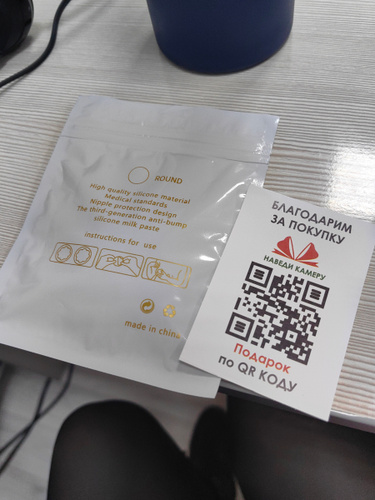 ROUND
High quality silicone material
Medical standards
Nipple protection design
The third-generation anti-bump
silicone milk paste
instructions for use
made in china
БЛАГОДАРИМ
ЗА ПОКУПКУ
НАВЕДИ КАМЕРУ
Подарок
по QR КОДУ